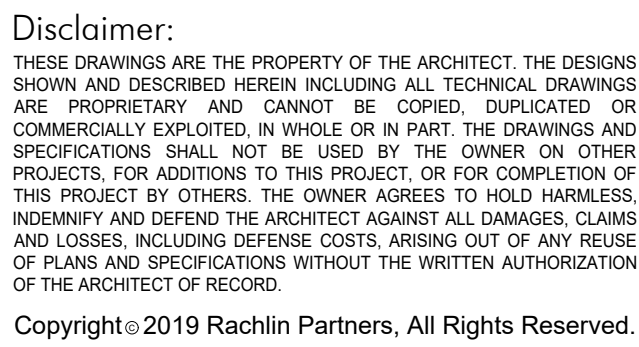 Disclaimer:
THESE DRAWINGS ARE THE PROPERTY OF THE ARCHITECT. THE DESIGNS
SHOWN AND DESCRIBED HEREIN INCLUDING ALL TECHNICAL DRAWINGS
ARE PROPRIETARY AND CANNOT BE COPIED, DUPLICATED OR
COMMERCIALLY EXPLOITED, IN WHOLE OR IN PART. THE DRAWINGS AND
SPECIFICATIONS SHALL NOT BE USED BY THE OWNER ON OTHER
PROJECTS, FOR ADDITIONS TO THIS PROJECT, OR FOR COMPLETION OF
THIS PROJECT BY OTHERS. THE OWNER AGREES TO HOLD HARMLESS,
INDEMNIFY AND DEFEND THE ARCHITECT AGAINST ALL DAMAGES, CLAIMS
AND LOSSES, INCLUDING DEFENSE COSTS, ARISING OUT OF ANY REUSE
OF PLANS AND SPECIFICATIONS WITHOUT THE WRITTEN AUTHORIZATION
OF THE ARCHITECT OF RECORD.
Copyright © 2019 Rachlin Partners, All Rights Reserved.